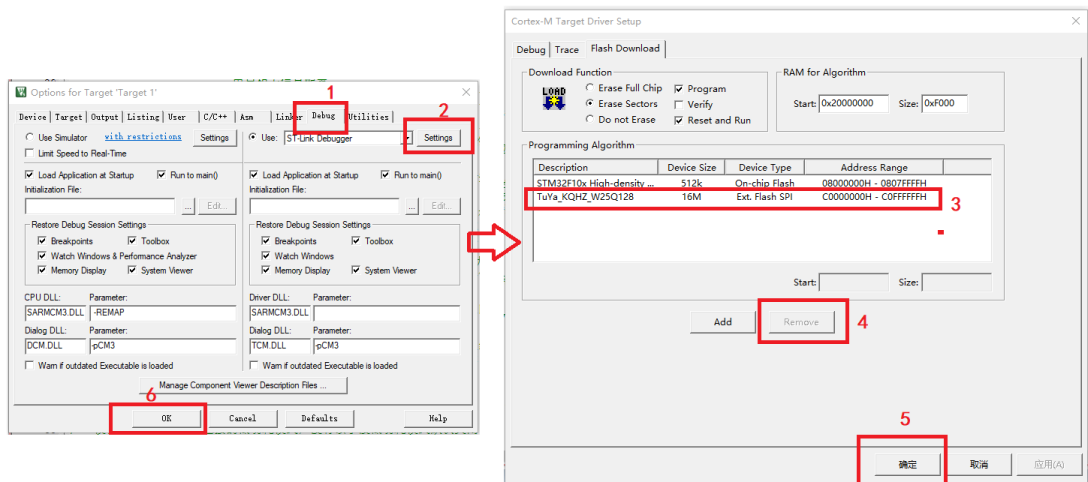 Options for Target 'Target 1'
1
2
Device Target Output Listing User C/C++ Asm Linker Debug Utilities
Use Simulator with restrictions Settings Use: ST-Link Debugger Settings
Limit Speed to Real-Time
Load Application at Startup Run to main() Load Application at Startup Run to main()
Initialization File: Initialization File:
... Edit... ... Edit...
Restore Debug Session Settings Restore Debug Session Settings
Breakpoints Toolbox Breakpoints Toolbox
Watch Windows & Performance Analyzer Watch Windows
Memory Display System Viewer Memory Display System Viewer
CPU DLL: Parameter: Driver DLL: Parameter:
SARMCM3.DLL -REMAP SARMCM3.DLL
Dialog DLL: Parameter: Dialog DLL: Parameter:
DCM.DLL -pCM3 TCM.DLL -pCM3
Warn if outdated Executable is loaded Warn if outdated Executable is loaded
Manage Component Viewer Description Files ...
6
OK Cancel Defaults Help
Cortex-M Target Driver Setup
Debug Trace Flash Download
Download Function RAM for Algorithm
LOAD Erase Full Chip Program
Erase Sectors Verify Start: 0x20000000 Size: 0xF000
Do not Erase Reset and Run
Programming Algorithm
Description Device Size Device Type Address Range
STM32F10x High-density ... 512k On-chip Flash 08000000H - 0807FFFFH
TuYa_KQHZ_W25Q128 16M Ext. Flash SPI C0000000H - C0FFFFFFH
3
Start: Size:
Add Remove
4
5
确定 取消 应用(A)